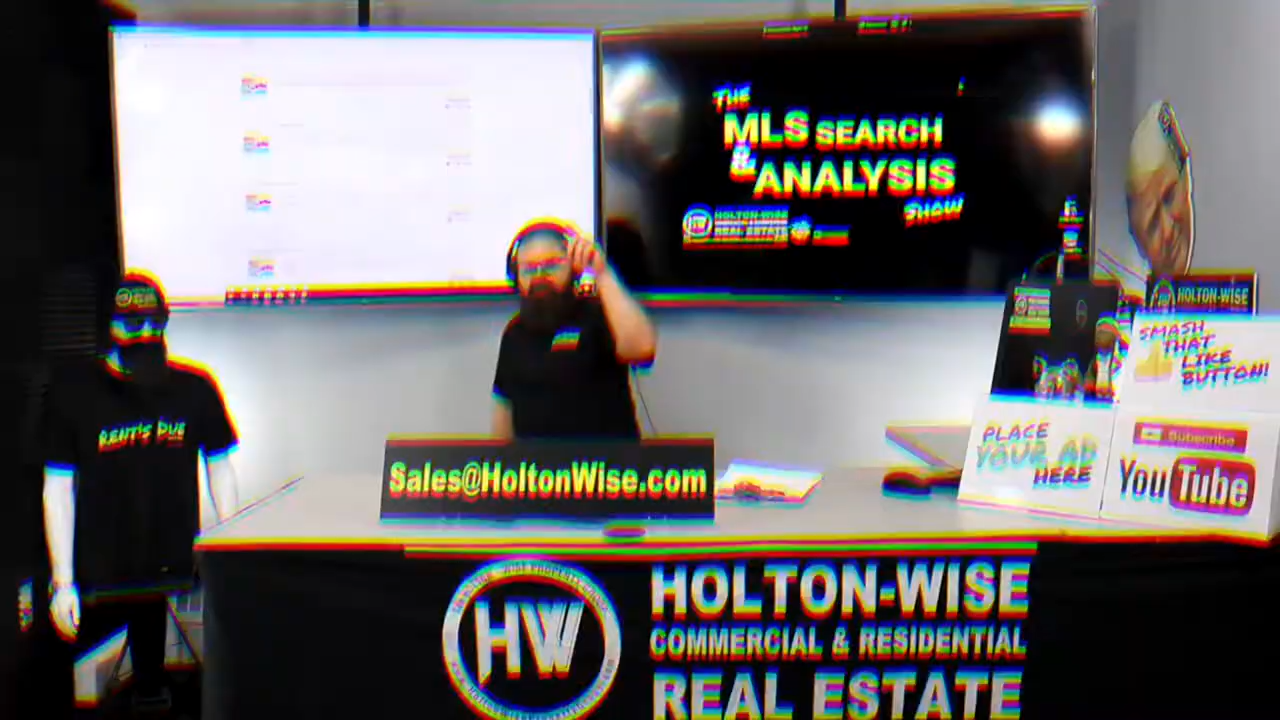 THE
MLS SEARCH
& ANALYSIS
SHOW
HW
HOLTON-WISE
REAL ESTATE
RENT'S DUE
Sales@HoltonWise.com
HOLTON-WISE
SMASH
THAT
LIKE
BUTTON!
PLACE
YOUR AD
HERE
Subscribe
YouTube
HW
HOLTON-WISE
COMMERCIAL & RESIDENTIAL
REAL ESTATE